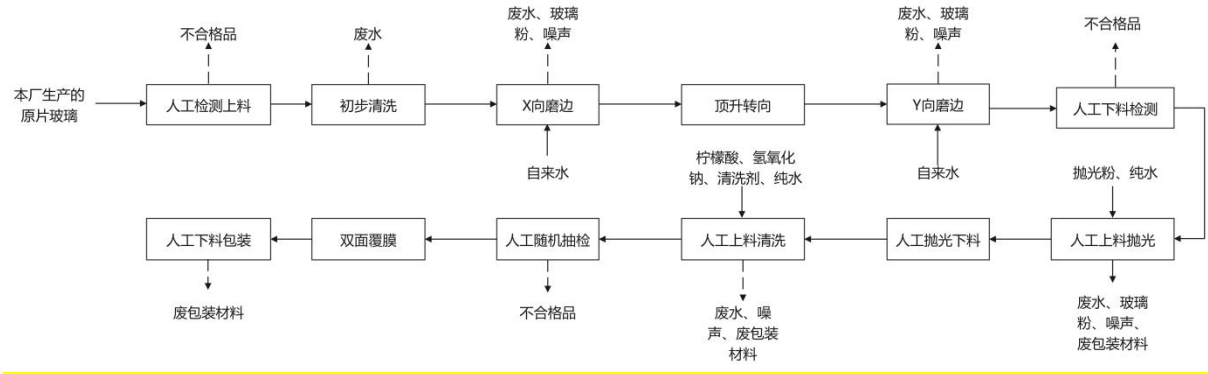 不合格品
废水
废水、玻璃
粉、噪声
废水、玻璃
粉、噪声
不合格品
本厂生产的
原片玻璃
人工检测上料
初步清洗
X向磨边
顶升转向
Y向磨边
人工下料检测
自来水
柠檬酸、氢氧化
钠、清洗剂、纯水
自来水
抛光粉、纯水
人工下料包装
双面覆膜
人工随机抽检
人工上料清洗
人工抛光下料
人工上料抛光
废包装材料
不合格品
废水、噪
声、废包装
材料
废水、玻璃
粉、噪声、
废包装材料